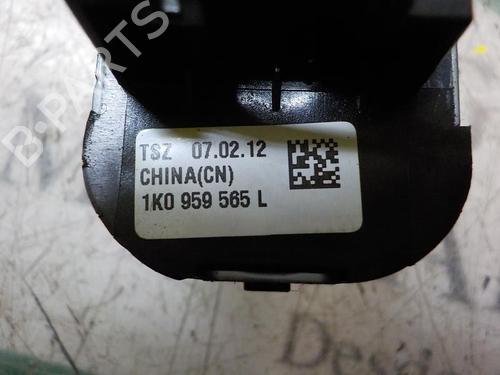 B-PARTS
TSZ 07.02.12
CHINA(CN)
1K0 959 565 L